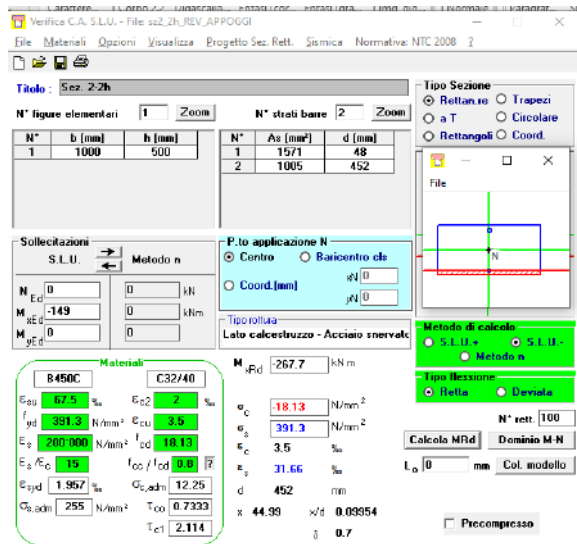 Verifica C.A. S.L.U. - File: sz2_2h_REV_APPOGGI
File Materiali Opzioni Visualizza Progetto Sez. Rett. Sismica Normativa: NTC 2008 ?
Titolo : Sez. 2-2h
N° figure elementari 1 Zoom
N° strati barre 2 Zoom
N° b [mm] h [mm]
1 1000 500
N° As [mm²] d [mm]
1 1571 48
2 1005 452
Tipo Sezione
Rettan.re Trapezi
a T Circolare
Rettangoli Coord.
File
N
Sollecitazioni
S.L.U. Metodo n
N Ed 0 0 kN
M xEd -149 0 kNm
M yEd 0 0
P.to applicazione N
Centro Baricentro cls
Coord.[mm] xN 0
yN 0
Tipo rottura
Lato calcestruzzo - Acciaio snervato
Metodo di calcolo
S.L.U.+ S.L.U.-
Metodo n
Tipo flessione
Retta Deviata
Materiali
B450C C32/40
εsu 67.5 ‰ εc2 2 ‰
fyd 391.3 N/mm² εcu 3.5
Es 200'000 N/mm² fcd 18.13
Es/Ec 15 fcc / fcd 0.8 ?
εsyd 1.957 ‰ σc,adm 12.25
σs,adm 255 N/mm² τco 0.7333
τc1 2.114
M xRd -267.7 kN m
σc -18.13 N/mm²
σs 391.3 N/mm²
εc 3.5 ‰
εs 31.66 ‰
d 452 mm
x 44.99 x/d 0.09954
δ 0.7
N° rett. 100
Calcola MRd Dominio M-N
Lo 0 mm Col. modello
Precompresso